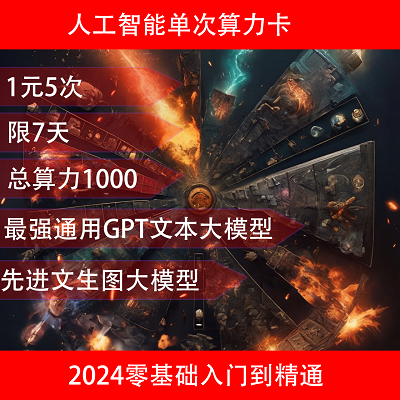 人工智能单次算力卡
1元5次
限7天
总算力1000
最强通用GPT文本大模型
先进文生图大模型
2024零基础入门到精通